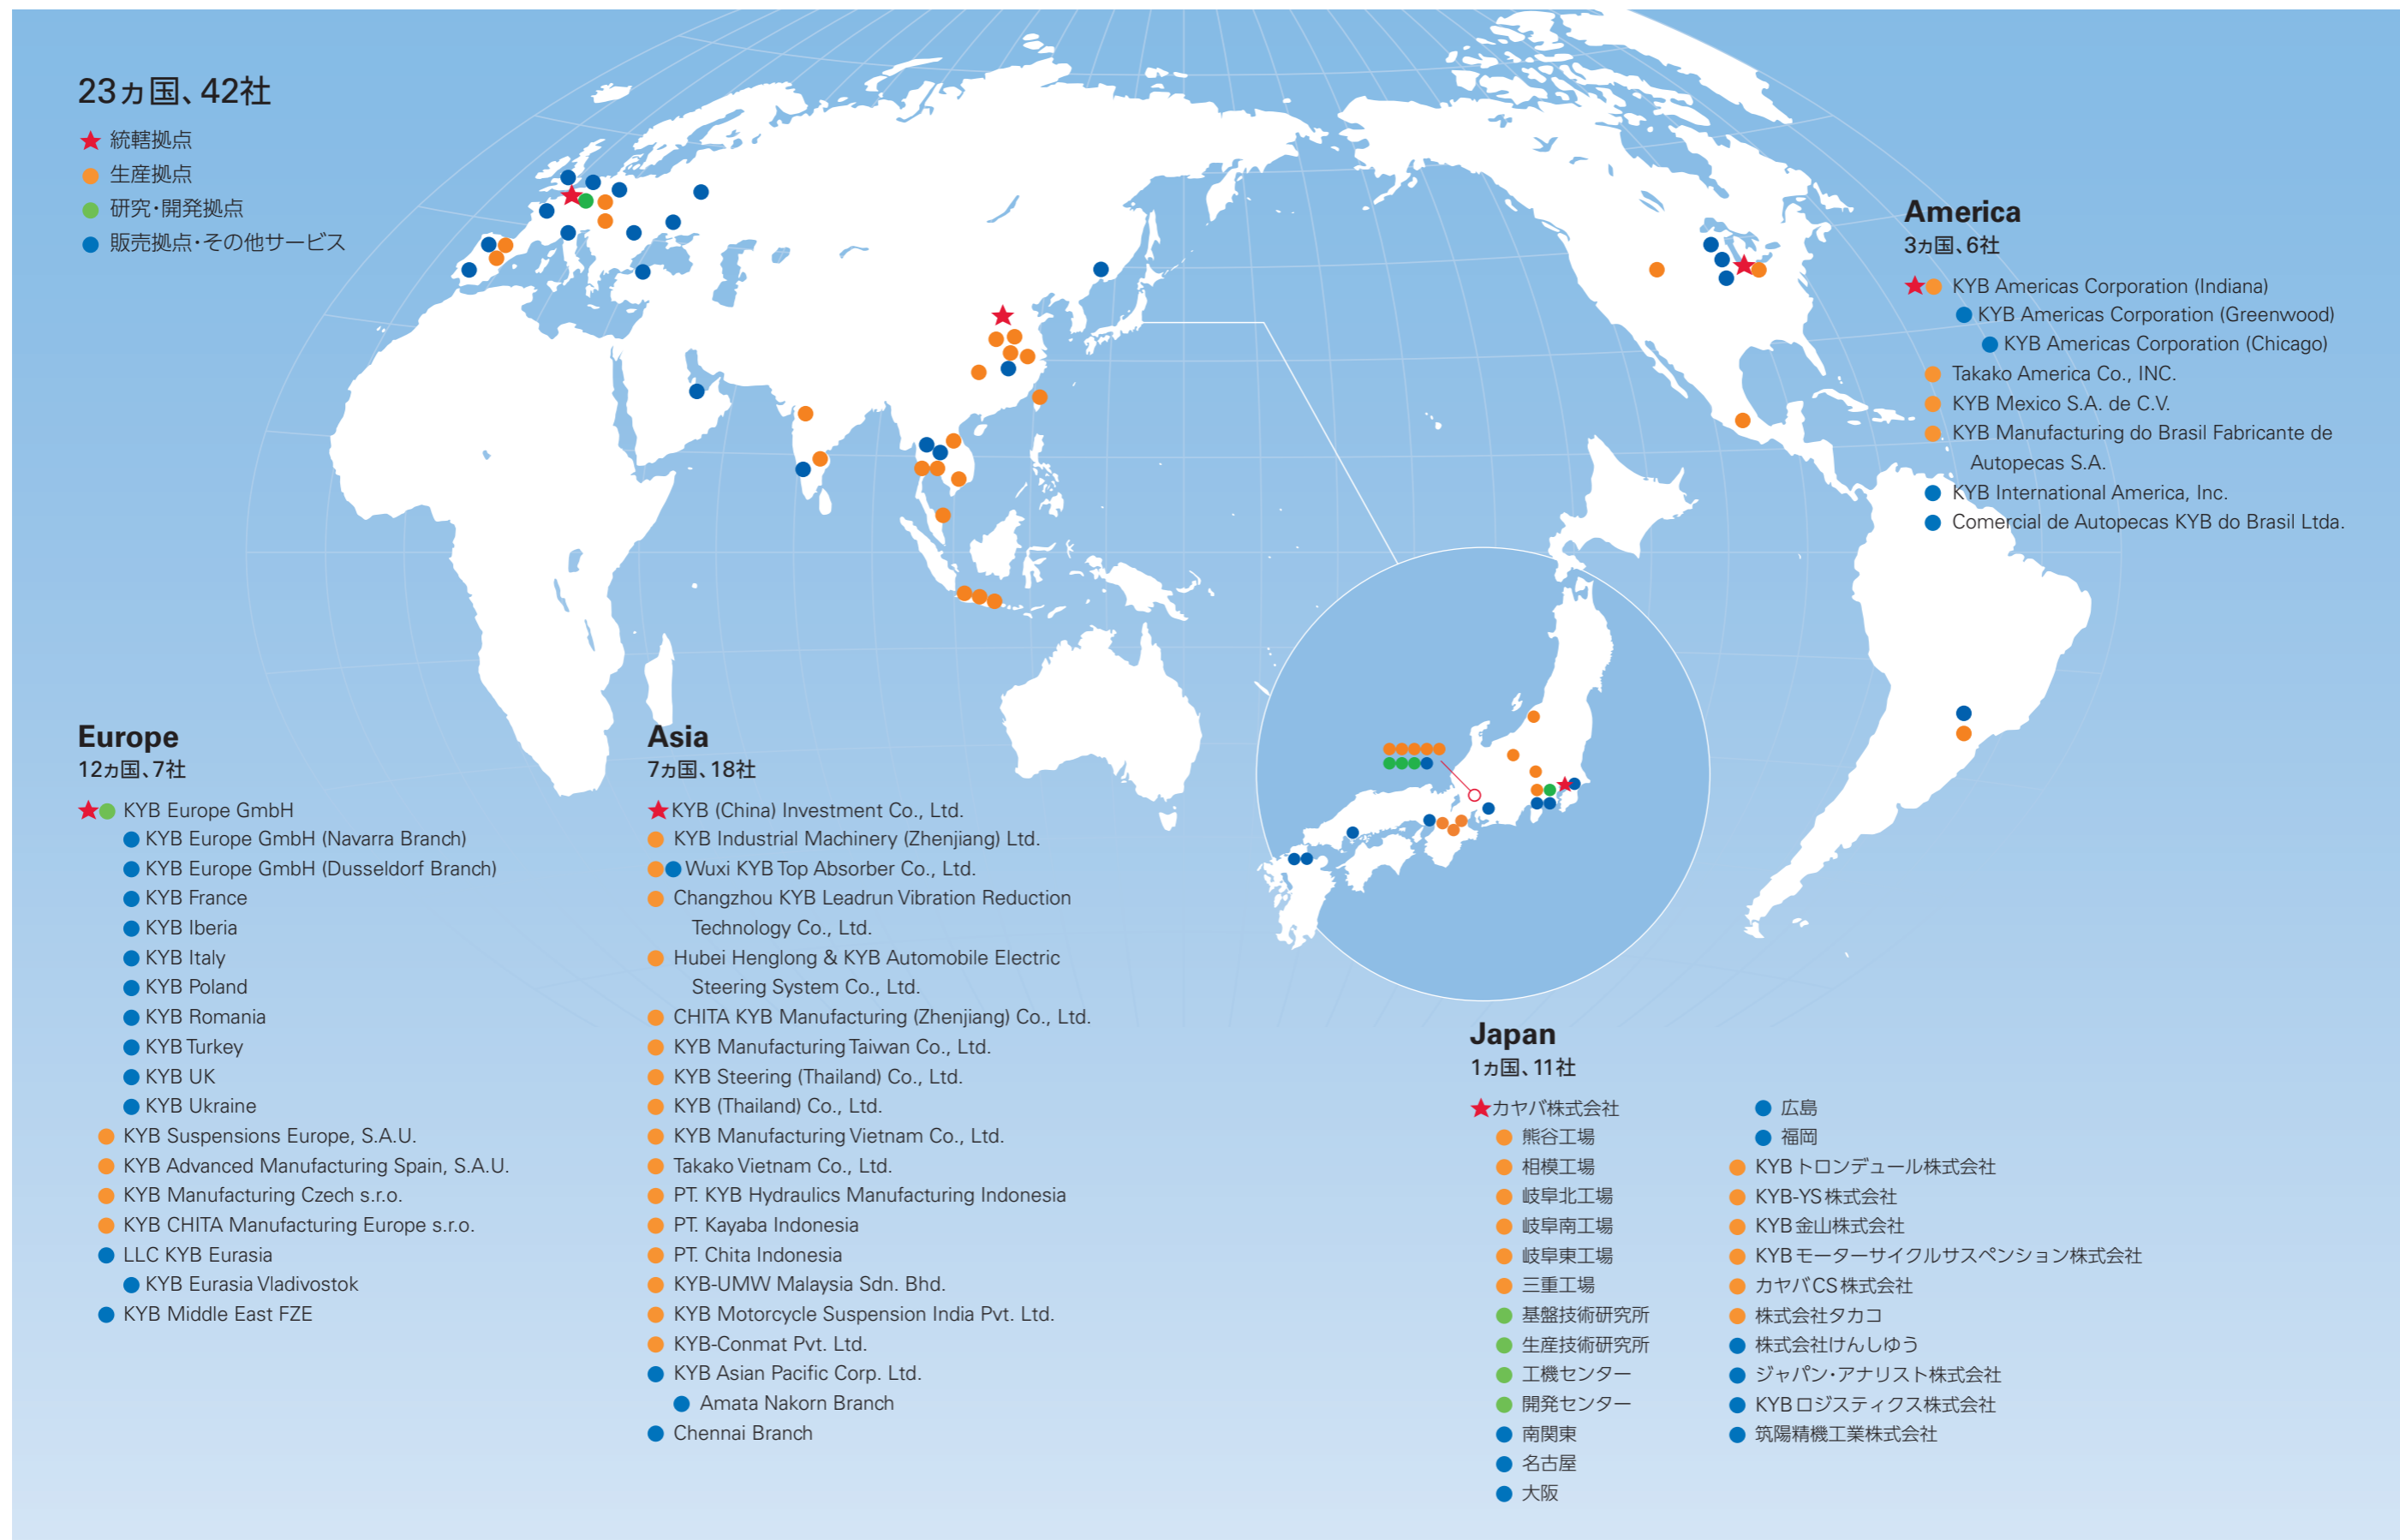 23ヵ国、42社
統轄拠点
生産拠点
研究・開発拠点
販売拠点・その他サービス
America
3ヵ国、6社
KYB Americas Corporation (Indiana)
KYB Americas Corporation (Greenwood)
KYB Americas Corporation (Chicago)
Takako America Co., INC.
KYB Mexico S.A. de C.V.
KYB Manufacturing do Brasil Fabricante de
Autopecas S.A.
KYB International America, Inc.
Comercial de Autopecas KYB do Brasil Ltda.
Europe
12ヵ国、7社
KYB Europe GmbH
KYB Europe GmbH (Navarra Branch)
KYB Europe GmbH (Dusseldorf Branch)
KYB France
KYB Iberia
KYB Italy
KYB Poland
KYB Romania
KYB Turkey
KYB UK
KYB Ukraine
KYB Suspensions Europe, S.A.U.
KYB Advanced Manufacturing Spain, S.A.U.
KYB Manufacturing Czech s.r.o.
KYB CHITA Manufacturing Europe s.r.o.
LLC KYB Eurasia
KYB Eurasia Vladivostok
KYB Middle East FZE
Asia
7ヵ国、18社
KYB (China) Investment Co., Ltd.
KYB Industrial Machinery (Zhenjiang) Ltd.
Wuxi KYB Top Absorber Co., Ltd.
Changzhou KYB Leadrun Vibration Reduction
Technology Co., Ltd.
Hubei Henglong & KYB Automobile Electric
Steering System Co., Ltd.
CHITA KYB Manufacturing (Zhenjiang) Co., Ltd.
KYB Manufacturing Taiwan Co., Ltd.
KYB Steering (Thailand) Co., Ltd.
KYB (Thailand) Co., Ltd.
KYB Manufacturing Vietnam Co., Ltd.
Takako Vietnam Co., Ltd.
PT. KYB Hydraulics Manufacturing Indonesia
PT. Kayaba Indonesia
PT. Chita Indonesia
KYB-UMW Malaysia Sdn. Bhd.
KYB Motorcycle Suspension India Pvt. Ltd.
KYB-Conmat Pvt. Ltd.
KYB Asian Pacific Corp. Ltd.
Amata Nakorn Branch
Chennai Branch
Japan
1ヵ国、11社
カヤバ株式会社
熊谷工場
相模工場
岐阜北工場
岐阜南工場
岐阜東工場
三重工場
基盤技術研究所
生産技術研究所
工機センター
開発センター
南関東
名古屋
大阪
広島
福岡
KYBトロンデュール株式会社
KYB-YS株式会社
KYB金山株式会社
KYBモーターサイクルサスペンション株式会社
カヤバCS株式会社
株式会社タカコ
株式会社けんしゆう
ジャパン・アナリスト株式会社
KYBロジスティクス株式会社
筑陽精機工業株式会社